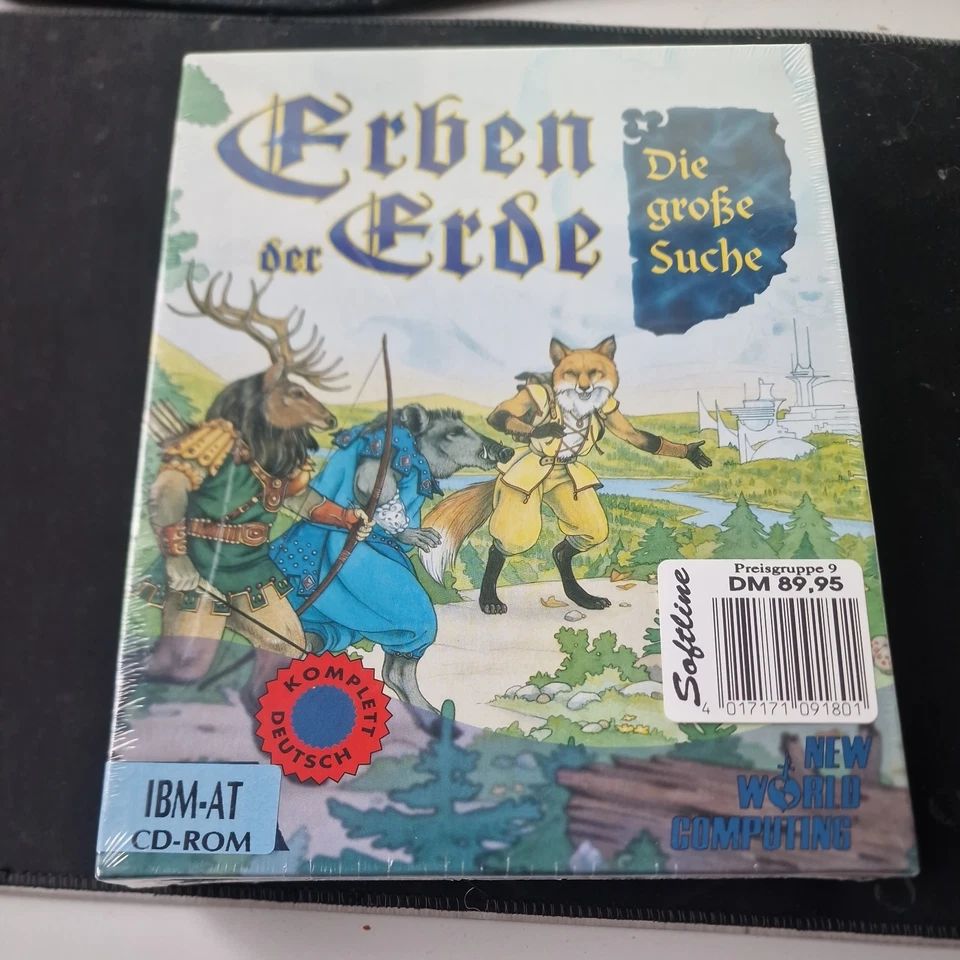 Erben
der Erde
Die
große
Suche
Softline
Preisgruppe 9
DM 89,95
4 017171 091801
KOMPLETT
DEUTSCH
IBM-AT
CD-ROM
NEW
WORLD
COMPUTING